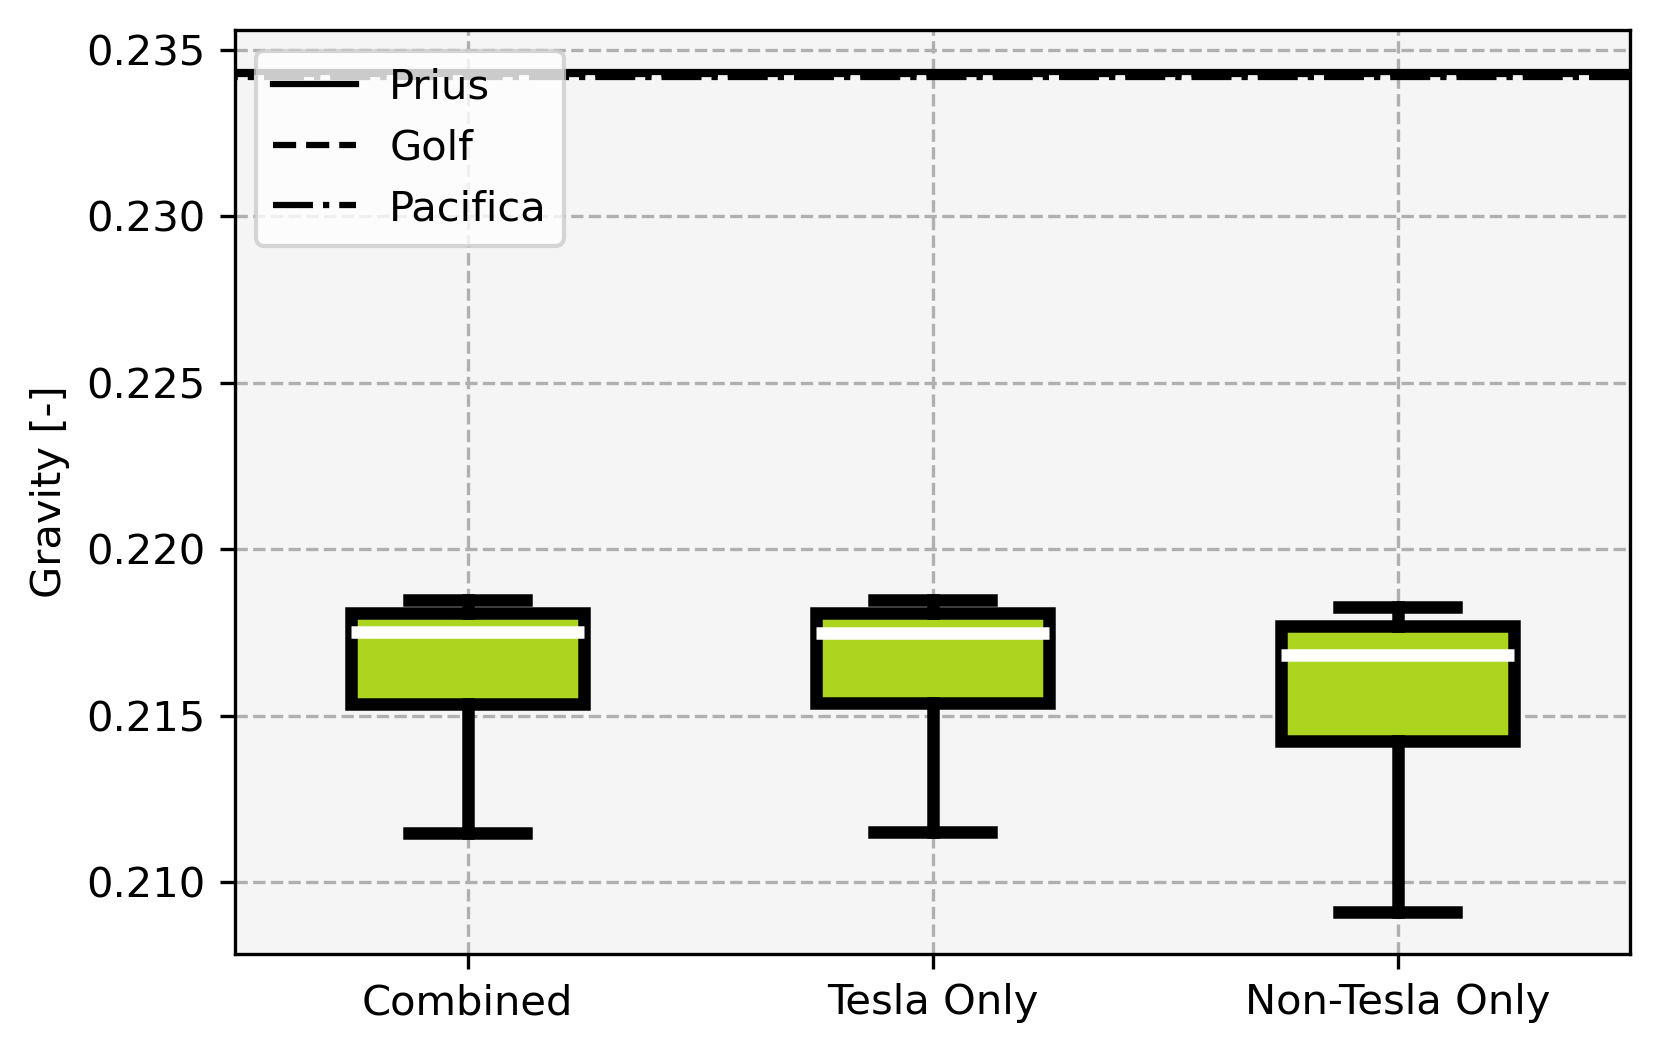 0.235
0.230
0.225
0.220
0.215
0.210
Gravity [-]
Prius
Golf
Pacifica
Combined
Tesla Only
Non-Tesla Only